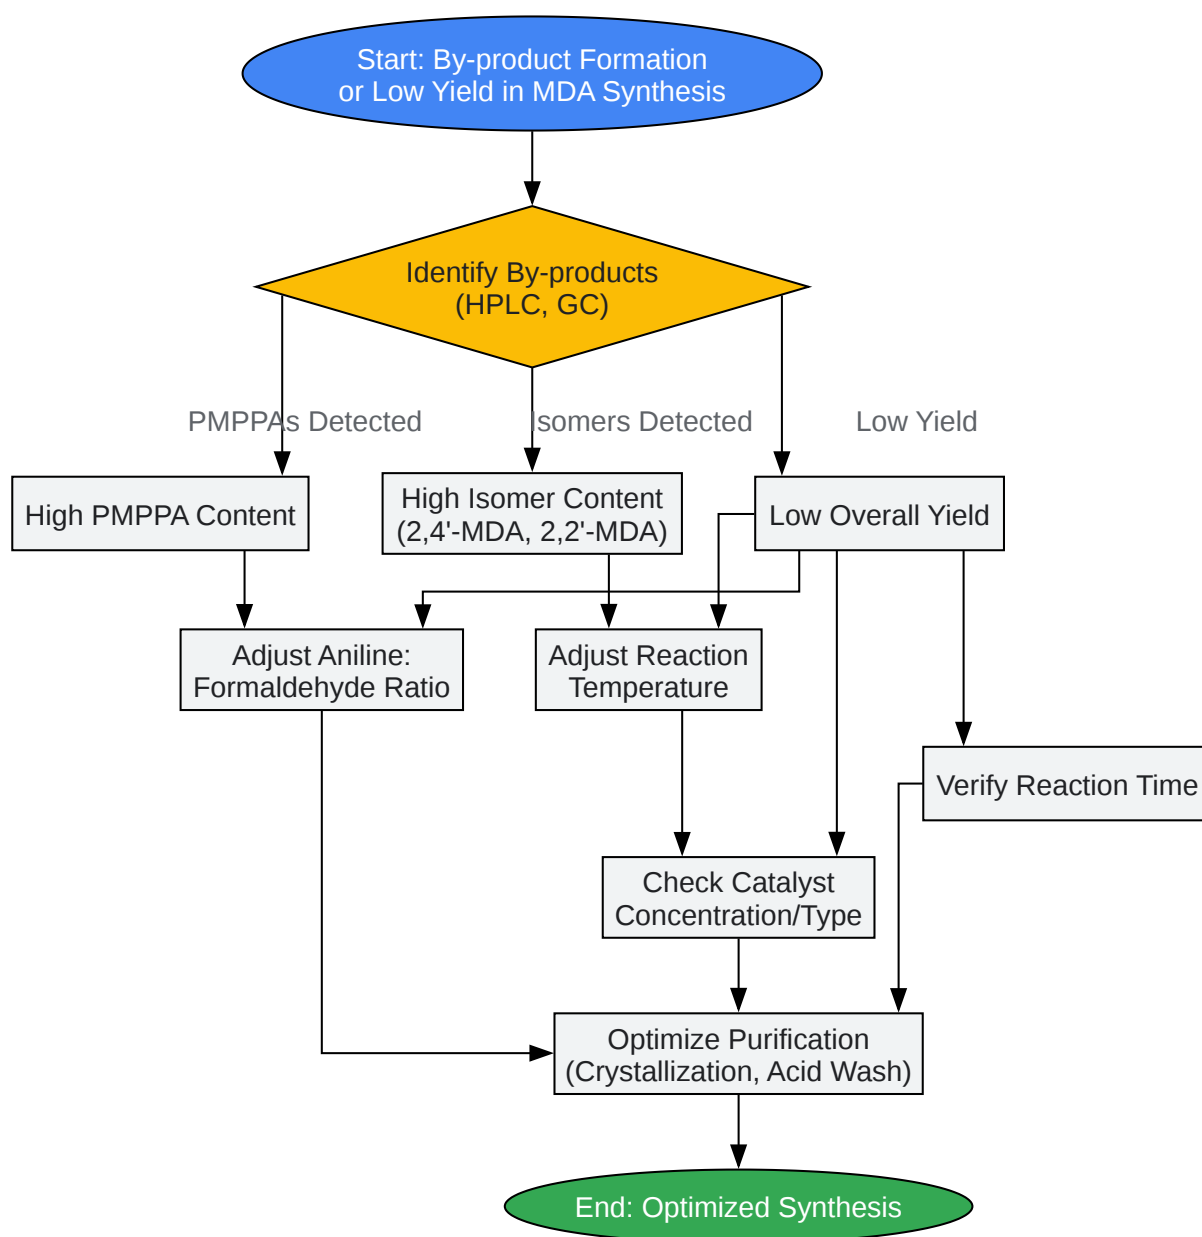 Start: By-product Formation
or Low Yield in MDA Synthesis
Identify By-products
(HPLC, GC)
PMPPAs Detected
Isomers Detected
Low Yield
High PMPPA Content
High Isomer Content
(2,4'-MDA, 2,2'-MDA)
Low Overall Yield
Adjust Aniline:
Formaldehyde Ratio
Adjust Reaction
Temperature
Verify Reaction Time
Check Catalyst
Concentration/Type
Optimize Purification
(Crystallization, Acid Wash)
End: Optimized Synthesis